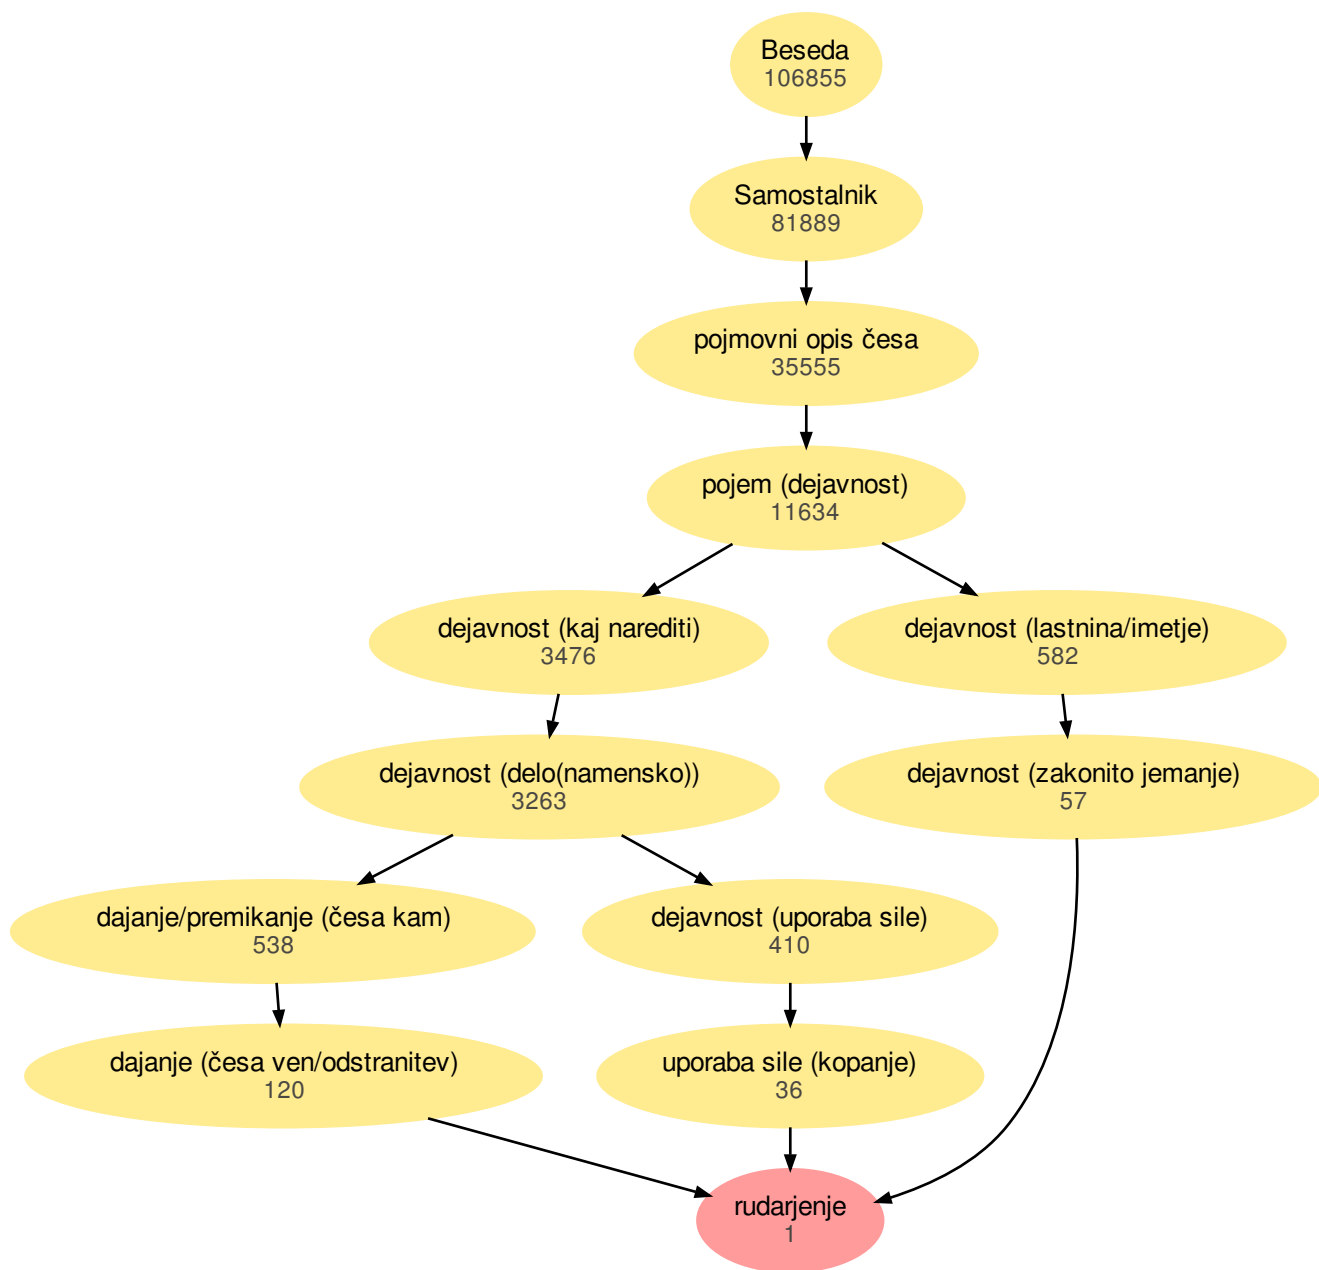 Beseda
106855
Samostalnik
81889
pojmovni opis česa
35555
pojem (dejavnost)
11634
dejavnost (kaj narediti)
3476
dejavnost (lastnina/imetje)
582
dejavnost (delo(namensko))
3263
dejavnost (zakonito jemanje)
57
dajanje/premikanje (česa kam)
538
dejavnost (uporaba sile)
410
dajanje (česa ven/odstranitev)
120
uporaba sile (kopanje)
36
rudarjenje
1